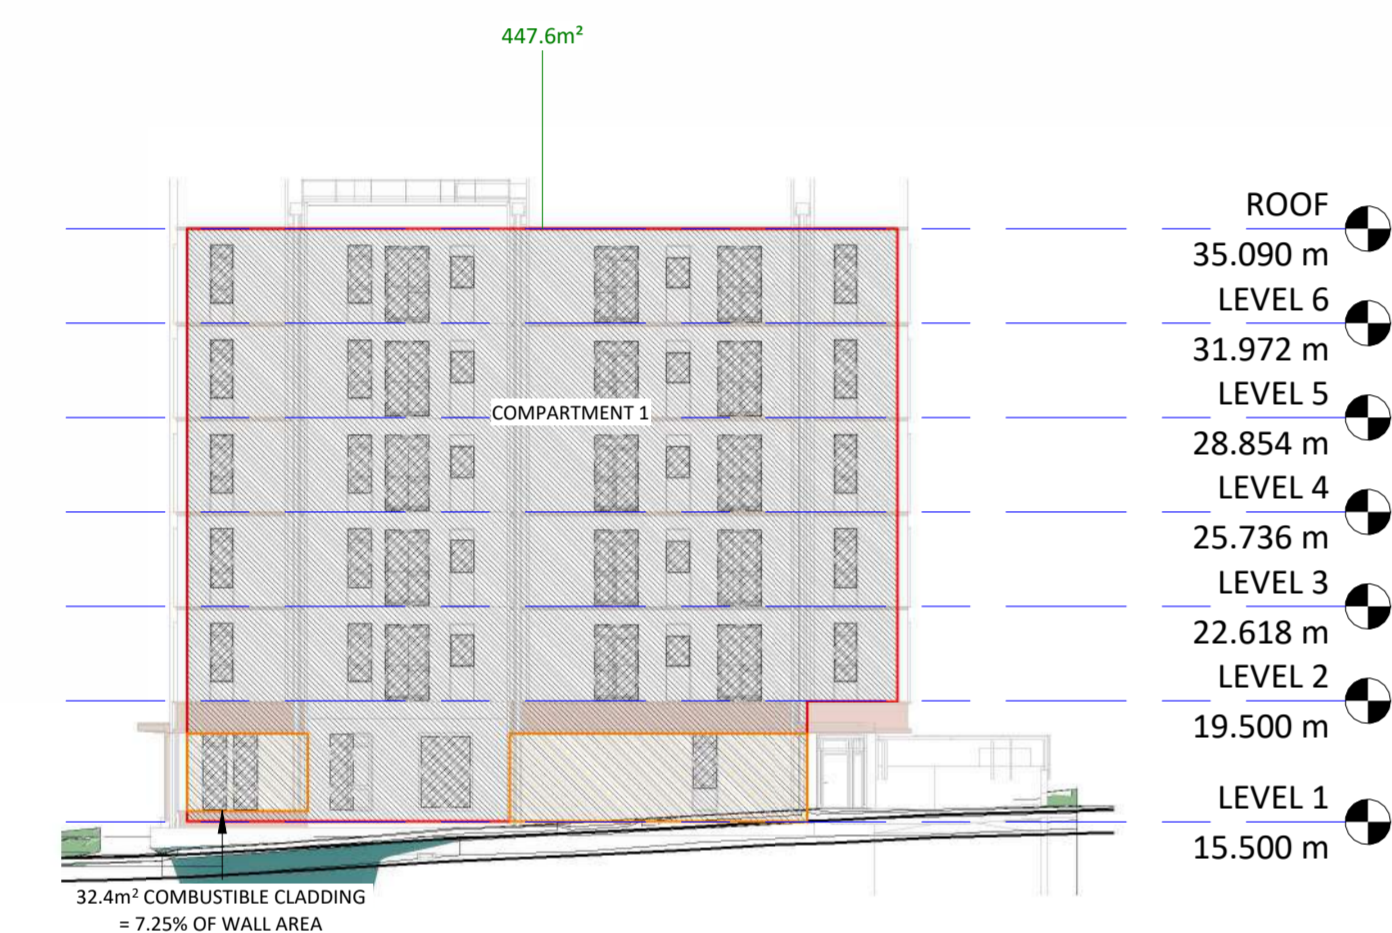 447.6m²
ROOF
35.090 m
LEVEL 6
31.972 m
LEVEL 5
28.854 m
COMPARTMENT 1
LEVEL 4
25.736 m
LEVEL 3
22.618 m
LEVEL 2
19.500 m
LEVEL 1
15.500 m
32.4m² COMBUSTIBLE CLADDING
= 7.25% OF WALL AREA